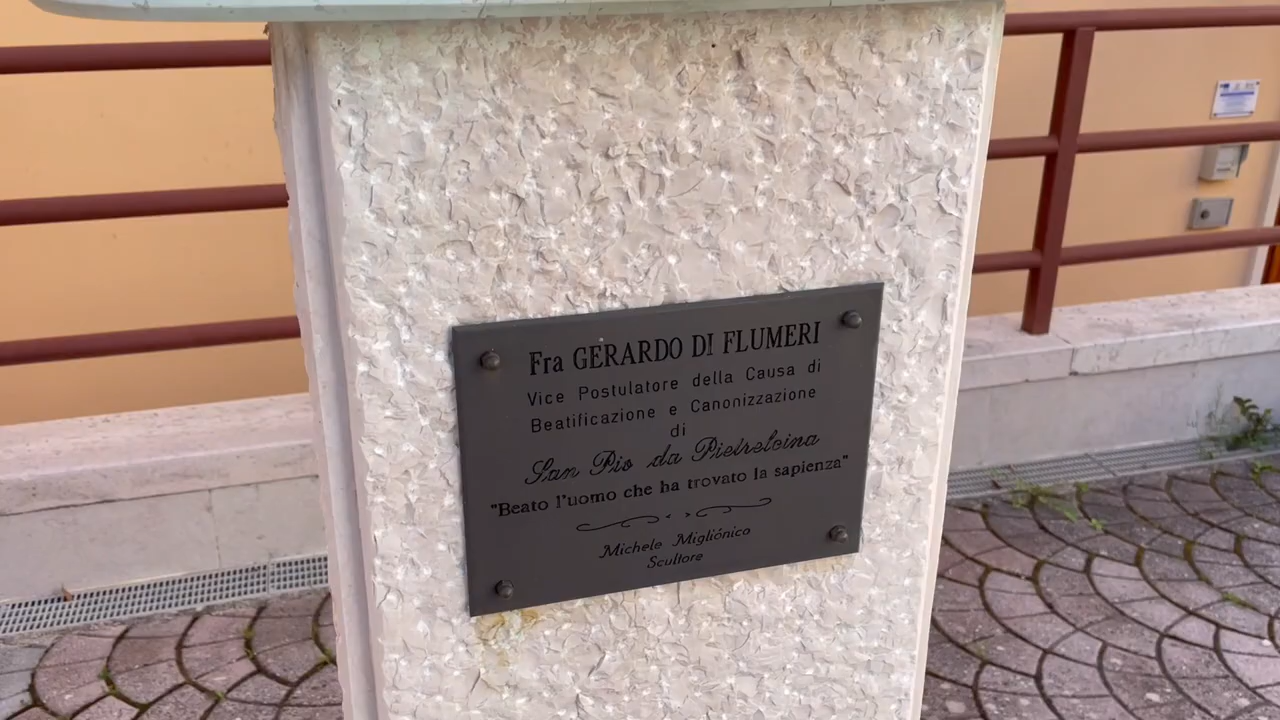 Fra GERARDO DI FLUMERI
Vice Postulatore della Causa di
Beatificazione e Canonizzazione
di
San Pio da Pietrelcina
"Beato l'uomo che ha trovato la sapienza"
Michele Migliónico
Scultore